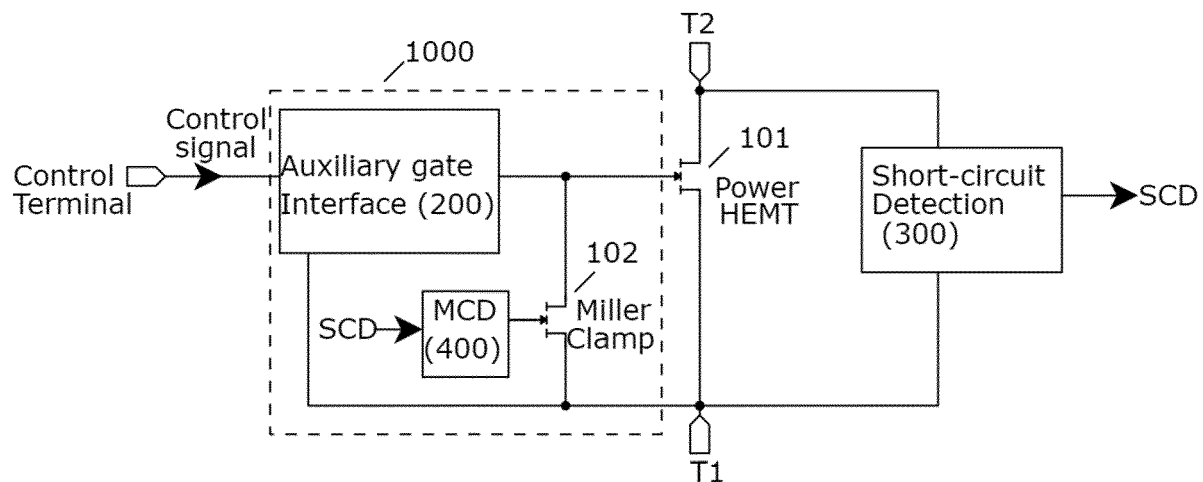 T2
1000
Control
signal
101
Control
Terminal
Auxiliary gate
Interface (200)
Power
HEMT
Short-circuit
Detection
(300)
SCD
102
SCD
MCD
(400)
Miller
Clamp
T1